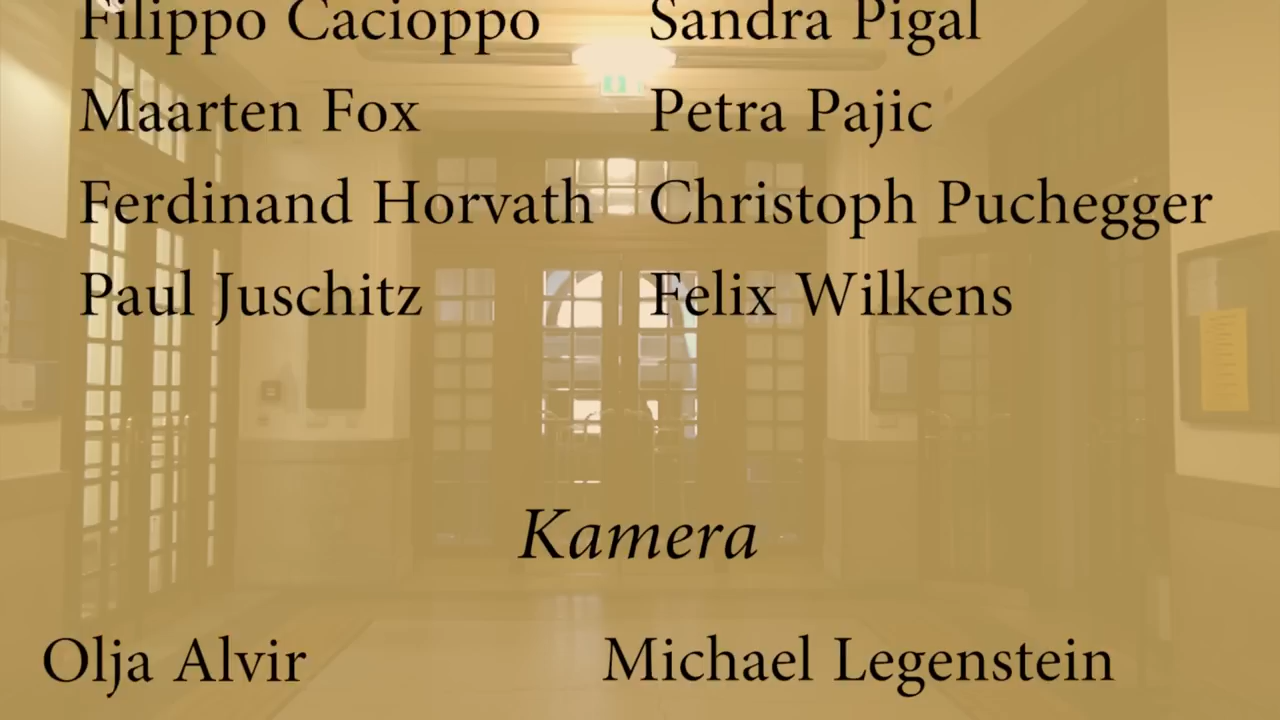 Filippo Cacioppo Sandra Pigal
Maarten Fox Petra Pajic
Ferdinand Horvath Christoph Puchegger
Paul Juschitz Felix Wilkens
Kamera
Olja Alvir Michael Legenstein